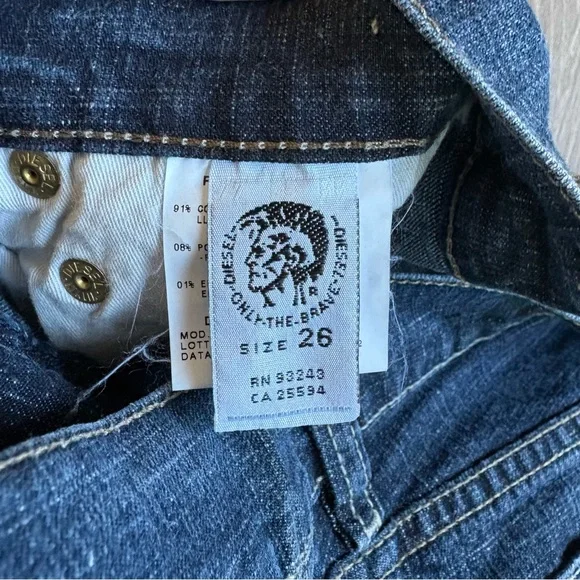 DIESEL
DIESEL
91% CO
LL
08% PO
01% E
MOD.
LOTT
DATA
DIESEL
DIESEL
ONLY-THE-BRAVE
R
SIZE 26
RN 93243
CA 25594